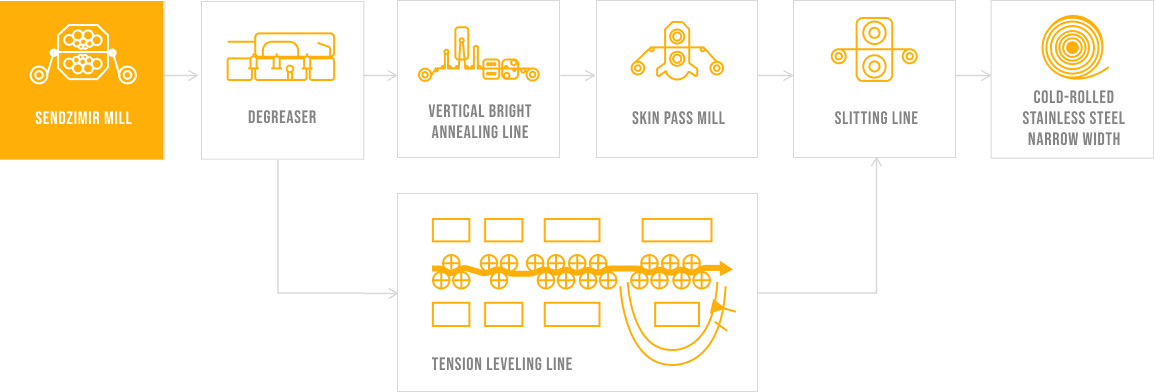 SENDZIMIR MILL
DEGREASER
VERTICAL BRIGHT
ANNEALING LINE
SKIN PASS MILL
SLITTING LINE
COLD-ROLLED
STAINLESS STEEL
NARROW WIDTH
TENSION LEVELING LINE